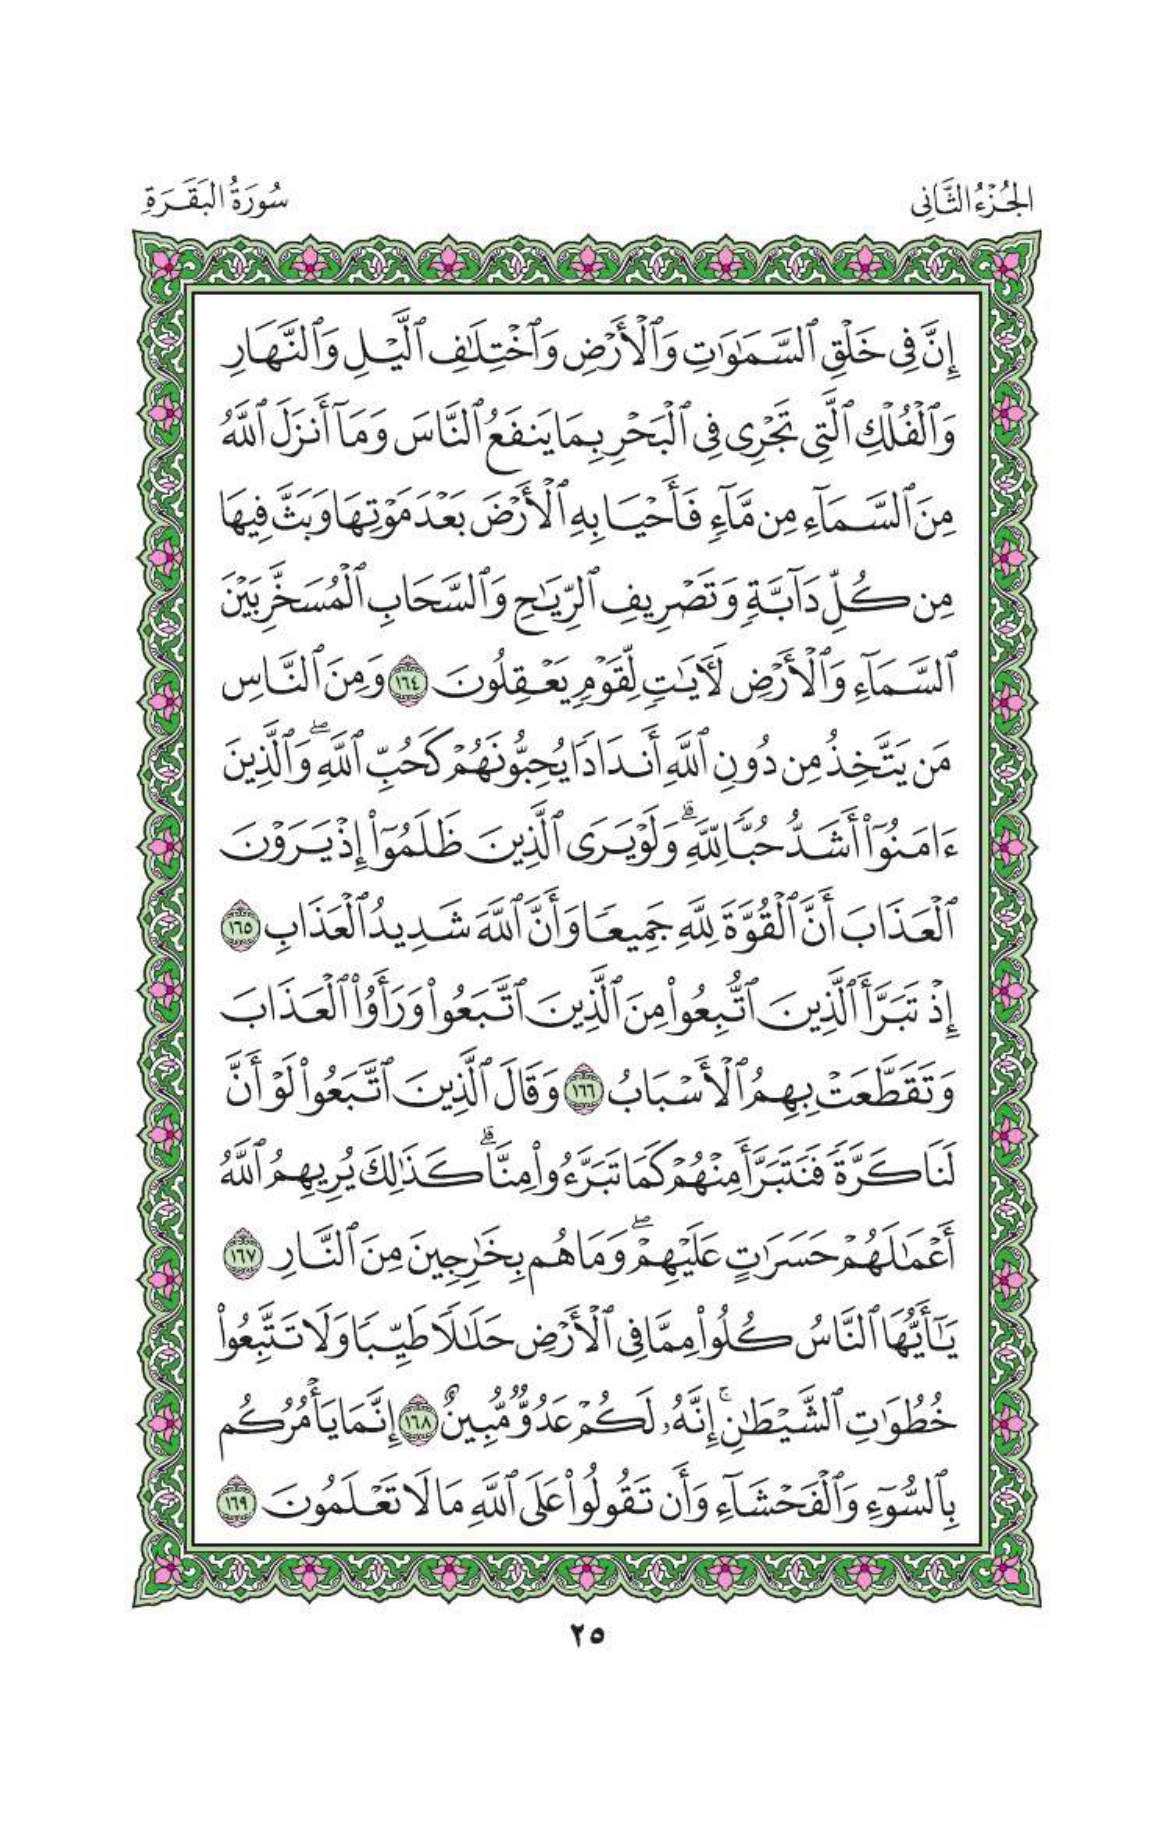 الجُزْءُ الثَّانِى
سُورَةُ البَقَرَةِ
إِنَّ فِى خَلْقِ ٱلسَّمَٰوَٰتِ وَٱلْأَرْضِ وَٱخْتِلَٰفِ ٱلَّيْلِ وَٱلنَّهَارِ
وَٱلْفُلْكِ ٱلَّتِى تَجْرِى فِى ٱلْبَحْرِ بِمَا يَنفَعُ ٱلنَّاسَ وَمَآ أَنزَلَ ٱللَّهُ
مِنَ ٱلسَّمَآءِ مِن مَّآءٍ فَأَحْيَا بِهِ ٱلْأَرْضَ بَعْدَ مَوْتِهَا وَبَثَّ فِيهَا
مِن كُلِّ دَآبَّةٍ وَتَصْرِيفِ ٱلرِّيَٰحِ وَٱلسَّحَابِ ٱلْمُسَخَّرِ بَيْنَ
ٱلسَّمَآءِ وَٱلْأَرْضِ لَأٓيَٰتٍ لِّقَوْمٍ يَعْقِلُونَ ١٦٤ وَمِنَ ٱلنَّاسِ
مَن يَتَّخِذُ مِن دُونِ ٱللَّهِ أَندَادًا يُحِبُّونَهُمْ كَحُبِّ ٱللَّهِۖ وَٱلَّذِينَ
ءَامَنُوٓا۟ أَشَدُّ حُبًّا لِّلَّهِۗ وَلَوْ يَرَى ٱلَّذِينَ ظَلَمُوٓا۟ إِذْ يَرَوْنَ
ٱلْعَذَابَ أَنَّ ٱلْقُوَّةَ لِلَّهِ جَمِيعًا وَأَنَّ ٱللَّهَ شَدِيدُ ٱلْعَذَابِ ١٦٥
إِذْ تَبَرَّأَ ٱلَّذِينَ ٱتُّبِعُوا۟ مِنَ ٱلَّذِينَ ٱتَّبَعُوا۟ وَرَأَوُا۟ ٱلْعَذَابَ
وَتَقَطَّعَتْ بِهِمُ ٱلْأَسْبَابُ ١٦٦ وَقَالَ ٱلَّذِينَ ٱتَّبَعُوا۟ لَوْ أَنَّ
لَنَا كَرَّةً فَنَتَبَرَّأَ مِنْهُمْ كَمَا تَبَرَّءُوا۟ مِنَّاۗ كَذَٰلِكَ يُرِيهِمُ ٱللَّهُ
أَعْمَٰلَهُمْ حَسَرَٰتٍ عَلَيْهِمْۖ وَمَا هُم بِخَٰرِجِينَ مِنَ ٱلنَّارِ ١٦٧
يَٰٓأَيُّهَا ٱلنَّاسُ كُلُوا۟ مِمَّا فِى ٱلْأَرْضِ حَلَٰلًا طَيِّبًا وَلَا تَتَّبِعُوا۟
خُطُوَٰتِ ٱلشَّيْطَٰنِۚ إِنَّهُۥ لَكُمْ عَدُوٌّ مُّبِينٌ ١٦٨ إِنَّمَا يَأْمُرُكُم
بِٱلسُّوٓءِ وَٱلْفَحْشَآءِ وَأَن تَقُولُوا۟ عَلَى ٱللَّهِ مَا لَا تَعْلَمُونَ ١٦٩
٢٥